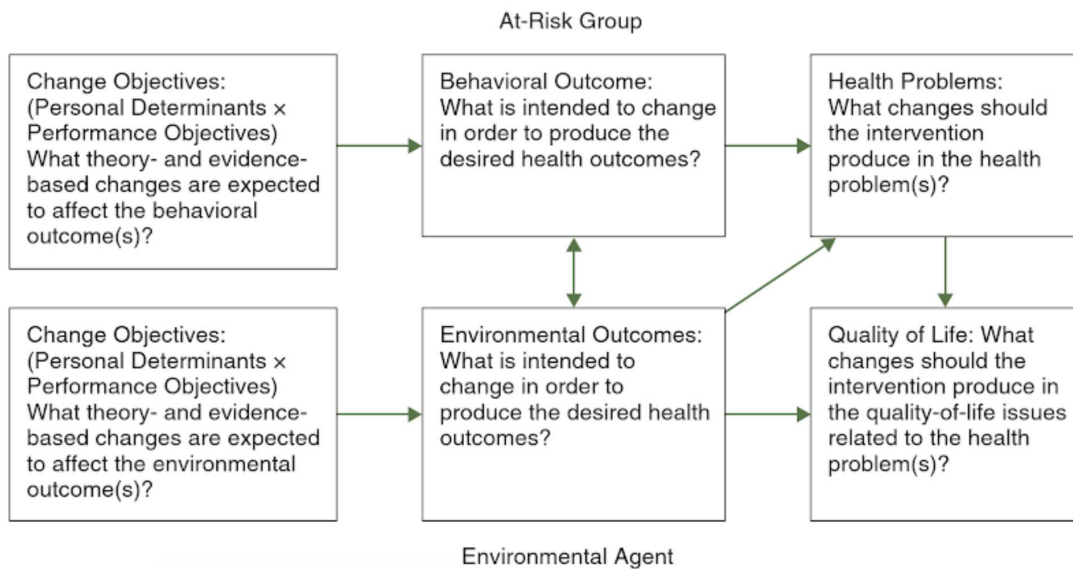 At-Risk Group
Change Objectives:
(Personal Determinants ×
Performance Objectives)
What theory- and evidence-
based changes are expected
to affect the behavioral
outcome(s)?
Behavioral Outcome:
What is intended to change
in order to produce the
desired health outcomes?
Health Problems:
What changes should
the intervention
produce in the health
problem(s)?
Change Objectives:
(Personal Determinants ×
Performance Objectives)
What theory- and evidence-
based changes are expected
to affect the environmental
outcome(s)?
Environmental Outcomes:
What is intended to
change in order to
produce the desired health
outcomes?
Quality of Life: What
changes should the
intervention produce in
the quality-of-life issues
related to the health
problem(s)?
Environmental Agent